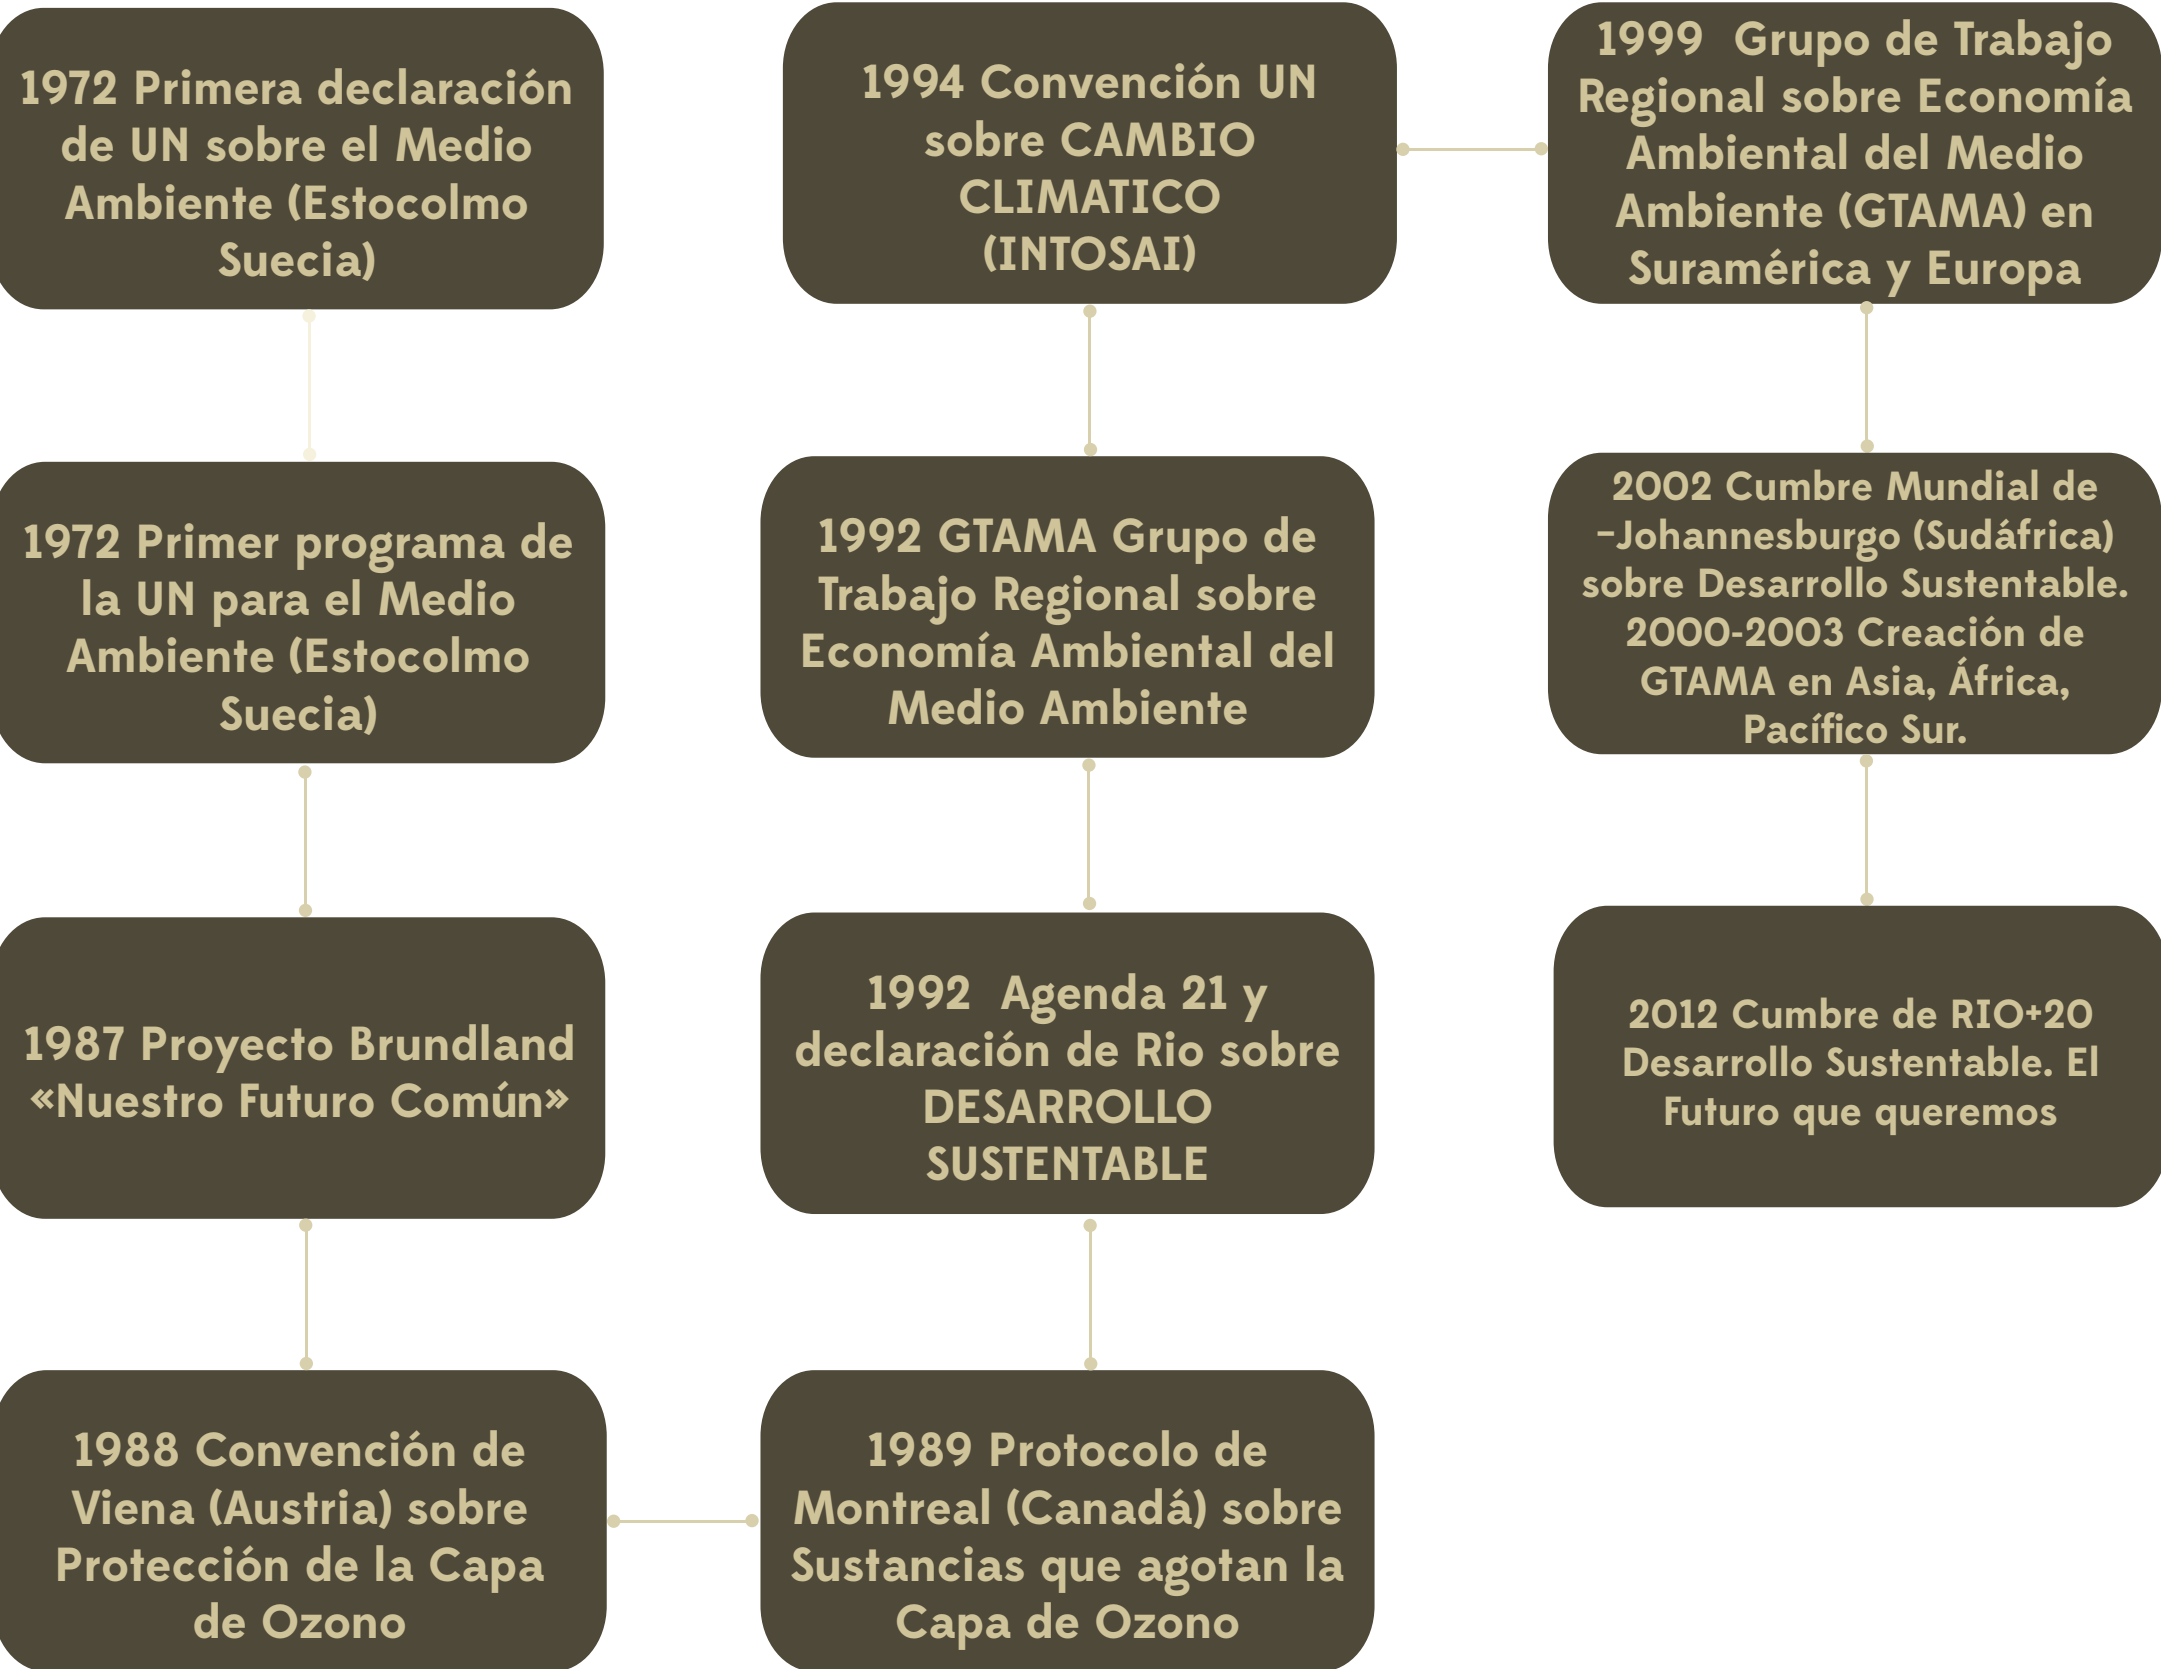 1972 Primera declaración
de UN sobre el Medio
Ambiente (Estocolmo
Suecia)
1972 Primer programa de
la UN para el Medio
Ambiente (Estocolmo
Suecia)
1987 Proyecto Brundland
«Nuestro Futuro Común»
1988 Convención de
Viena (Austria) sobre
Protección de la Capa
de Ozono
1989 Protocolo de
Montreal (Canadá) sobre
Sustancias que agotan la
Capa de Ozono
1992 Agenda 21 y
declaración de Rio sobre
DESARROLLO
SUSTENTABLE
1992 GTAMA Grupo de
Trabajo Regional sobre
Economía Ambiental del
Medio Ambiente
1994 Convención UN
sobre CAMBIO
CLIMATICO
(INTOSAI)
1999 Grupo de Trabajo
Regional sobre Economía
Ambiental del Medio
Ambiente (GTAMA) en
Suramérica y Europa
2002 Cumbre Mundial de
–Johannesburgo (Sudáfrica)
sobre Desarrollo Sustentable.
2000-2003 Creación de
GTAMA en Asia, África,
Pacífico Sur.
2012 Cumbre de RIO+20
Desarrollo Sustentable. El
Futuro que queremos